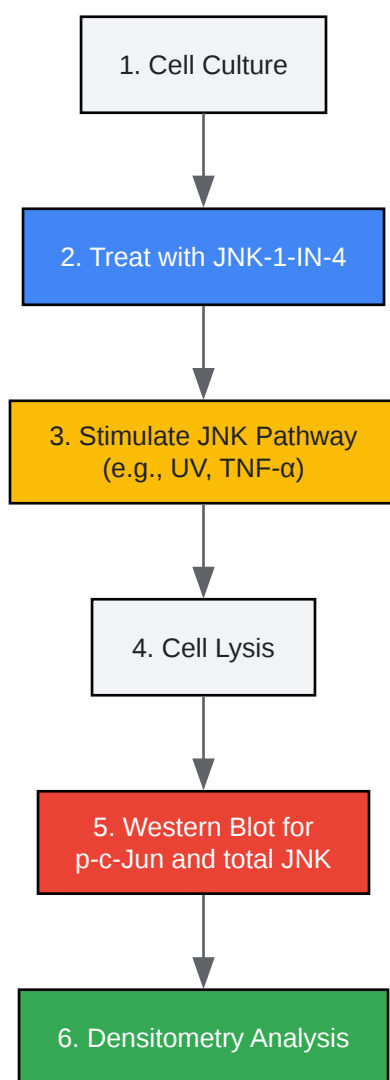 1. Cell Culture
2. Treat with JNK-1-IN-4
3. Stimulate JNK Pathway
(e.g., UV, TNF-α)
4. Cell Lysis
5. Western Blot for
p-c-Jun and total JNK
6. Densitometry Analysis